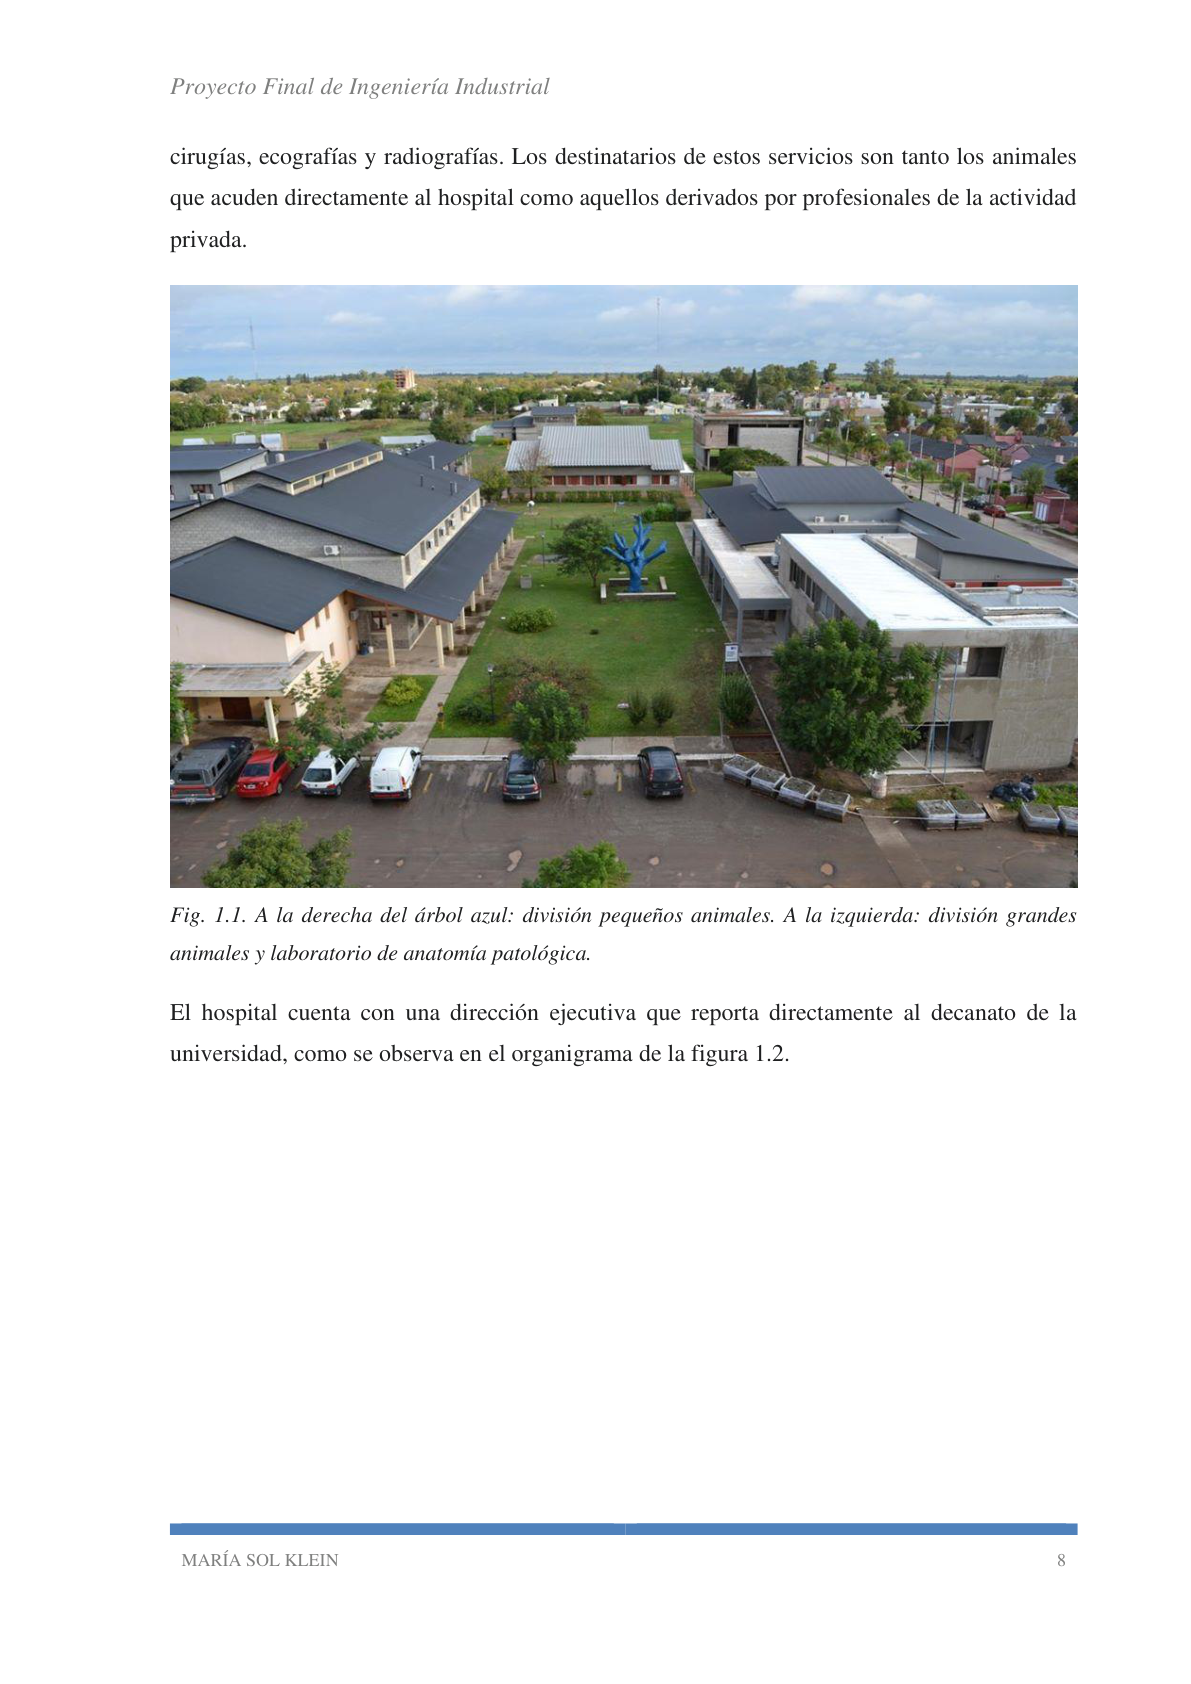 Proyecto Final de Ingeniería Industrial
cirugías, ecografías y radiografías. Los destinatarios de estos servicios son tanto los animales
que acuden directamente al hospital como aquellos derivados por profesionales de la actividad
privada.
Fig. 1.1. A la derecha del árbol azul: división pequeños animales. A la izquierda: división grandes
animales y laboratorio de anatomía patológica.
El hospital cuenta con una dirección ejecutiva que reporta directamente al decanato de la
universidad, como se observa en el organigrama de la figura 1.2.
MARÍA SOL KLEIN 8